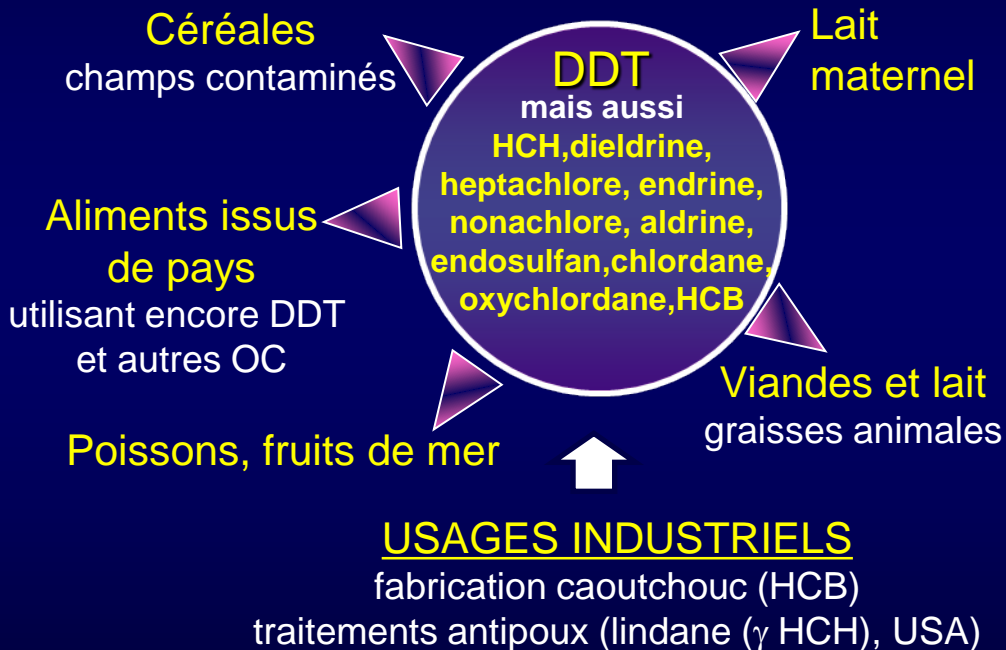 Céréales
champs contaminés
Lait
maternel
DDT
mais aussi
HCH,dieldrine,
heptachlore, endrine,
nonachlore, aldrine,
endosulfan,chlordane,
oxychlordane,HCB
Aliments issus
de pays
utilisant encore DDT
et autres OC
Viandes et lait
graisses animales
Poissons, fruits de mer
USAGES INDUSTRIELS
fabrication caoutchouc (HCB)
traitements antipoux (lindane (γ HCH), USA)